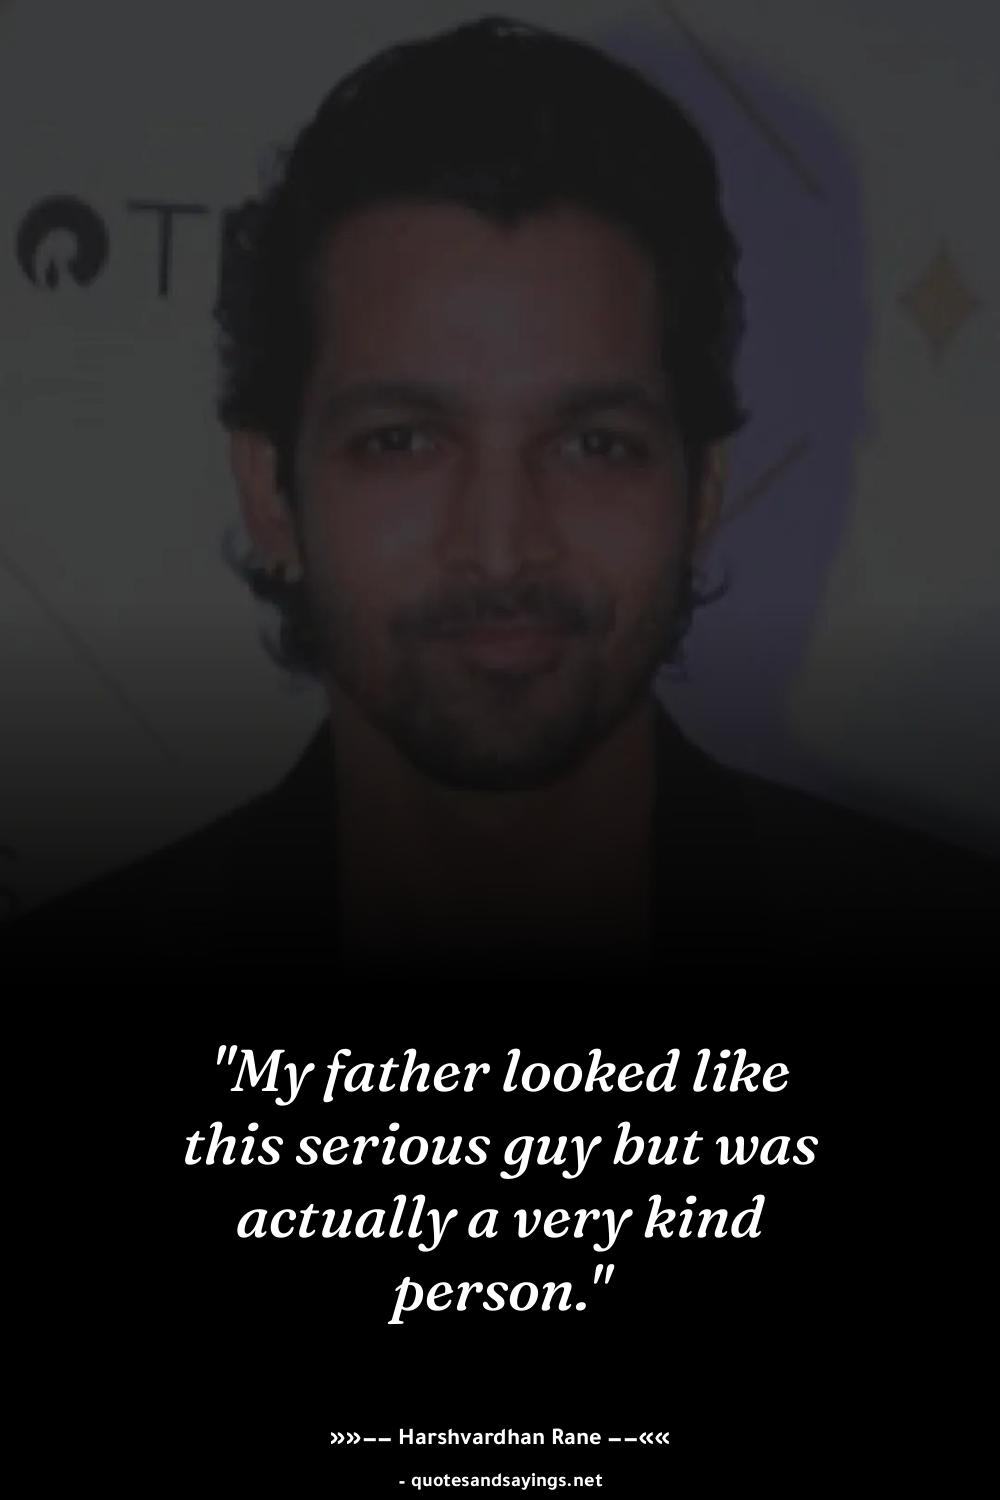 T
"My father looked like
this serious guy but was
actually a very kind
person."
»»–– Harshvardhan Rane ––««
- quotesandsayings.net